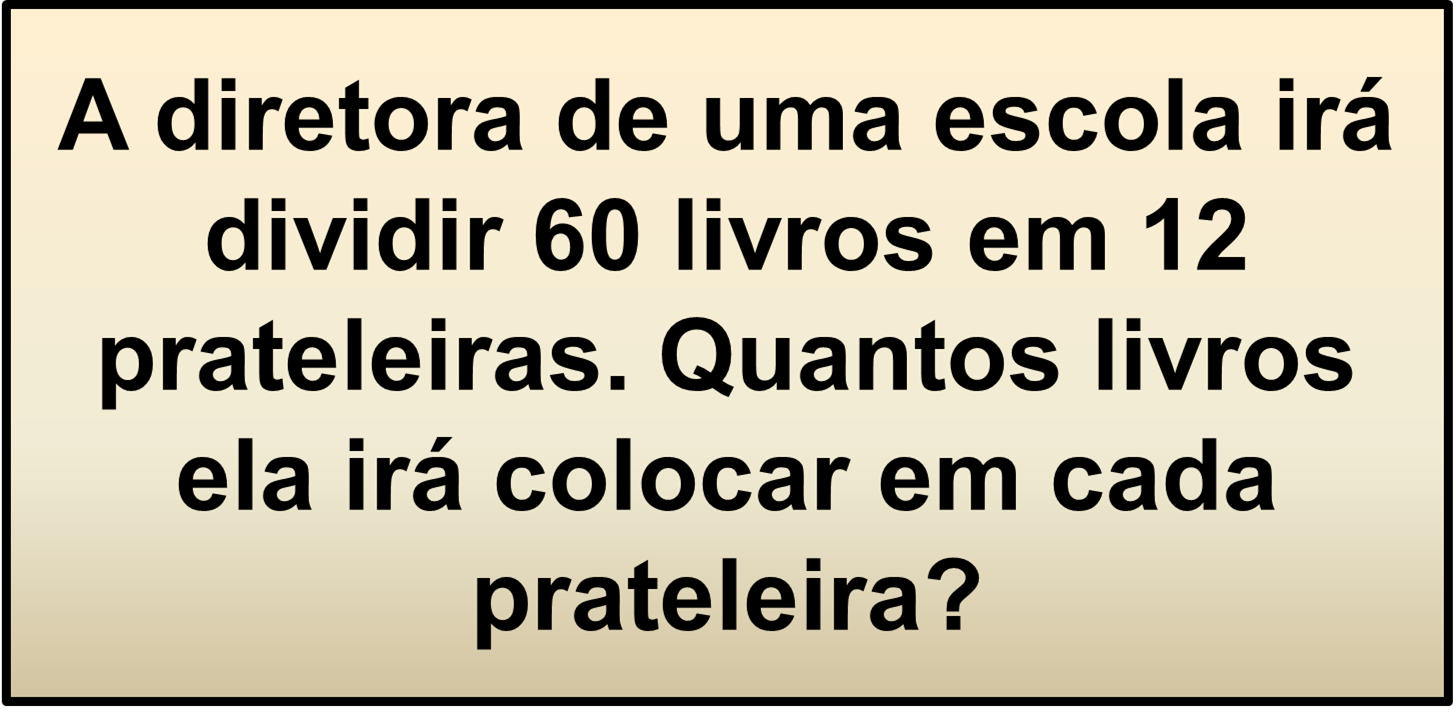 A diretora de uma escola irá
dividir 60 livros em 12
prateleiras. Quantos livros
ela irá colocar em cada
prateleira?